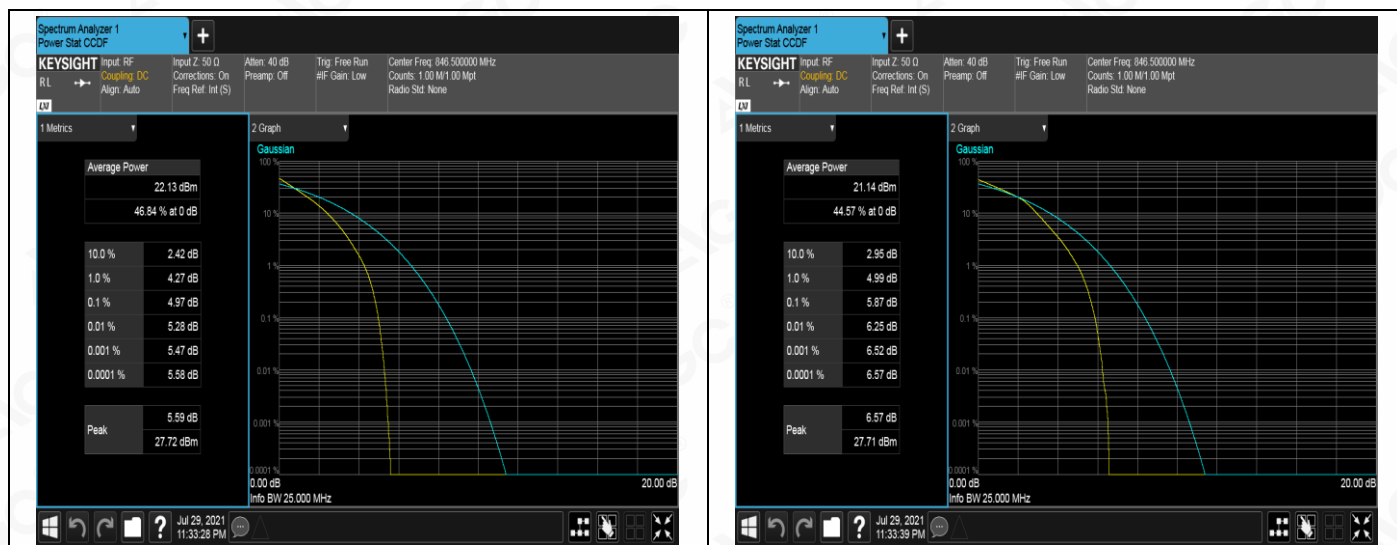 Spectrum Analyzer 1
Power Stat CCDF
+
KEYSIGHT Input: RF Input Z: 50 Ω Atten: 40 dB Trig: Free Run Center Freq: 846.500000 MHz
RL Coupling: DC Corrections: On Preamp: Off #IF Gain: Low Counts: 1.00 M/1.00 Mpt
Align: Auto Freq Ref: Int (S) Radio Std: None
LXI
1 Metrics
2 Graph
Gaussian
Average Power
22.13 dBm
46.84 % at 0 dB
10.0 % 2.42 dB
1.0 % 4.27 dB
0.1 % 4.97 dB
0.01 % 5.28 dB
0.001 % 5.47 dB
0.0001 % 5.58 dB
Peak 5.59 dB
27.72 dBm
100 %
10 %
1 %
0.1 %
0.01 %
0.001 %
0.0001 %
0.00 dB 20.00 dB
Info BW 25.000 MHz
? Jul 29, 2021
11:33:28 PM
Spectrum Analyzer 1
Power Stat CCDF
+
KEYSIGHT Input: RF Input Z: 50 Ω Atten: 40 dB Trig: Free Run Center Freq: 846.500000 MHz
RL Coupling: DC Corrections: On Preamp: Off #IF Gain: Low Counts: 1.00 M/1.00 Mpt
Align: Auto Freq Ref: Int (S) Radio Std: None
LXI
1 Metrics
2 Graph
Gaussian
Average Power
21.14 dBm
44.57 % at 0 dB
10.0 % 2.95 dB
1.0 % 4.99 dB
0.1 % 5.87 dB
0.01 % 6.25 dB
0.001 % 6.52 dB
0.0001 % 6.57 dB
Peak 6.57 dB
27.71 dBm
100 %
10 %
1 %
0.1 %
0.01 %
0.001 %
0.0001 %
0.00 dB 20.00 dB
Info BW 25.000 MHz
? Jul 29, 2021
11:33:39 PM